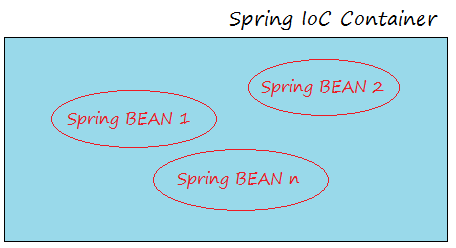 Spring IoC Container
Spring BEAN 2
Spring BEAN 1
Spring BEAN n